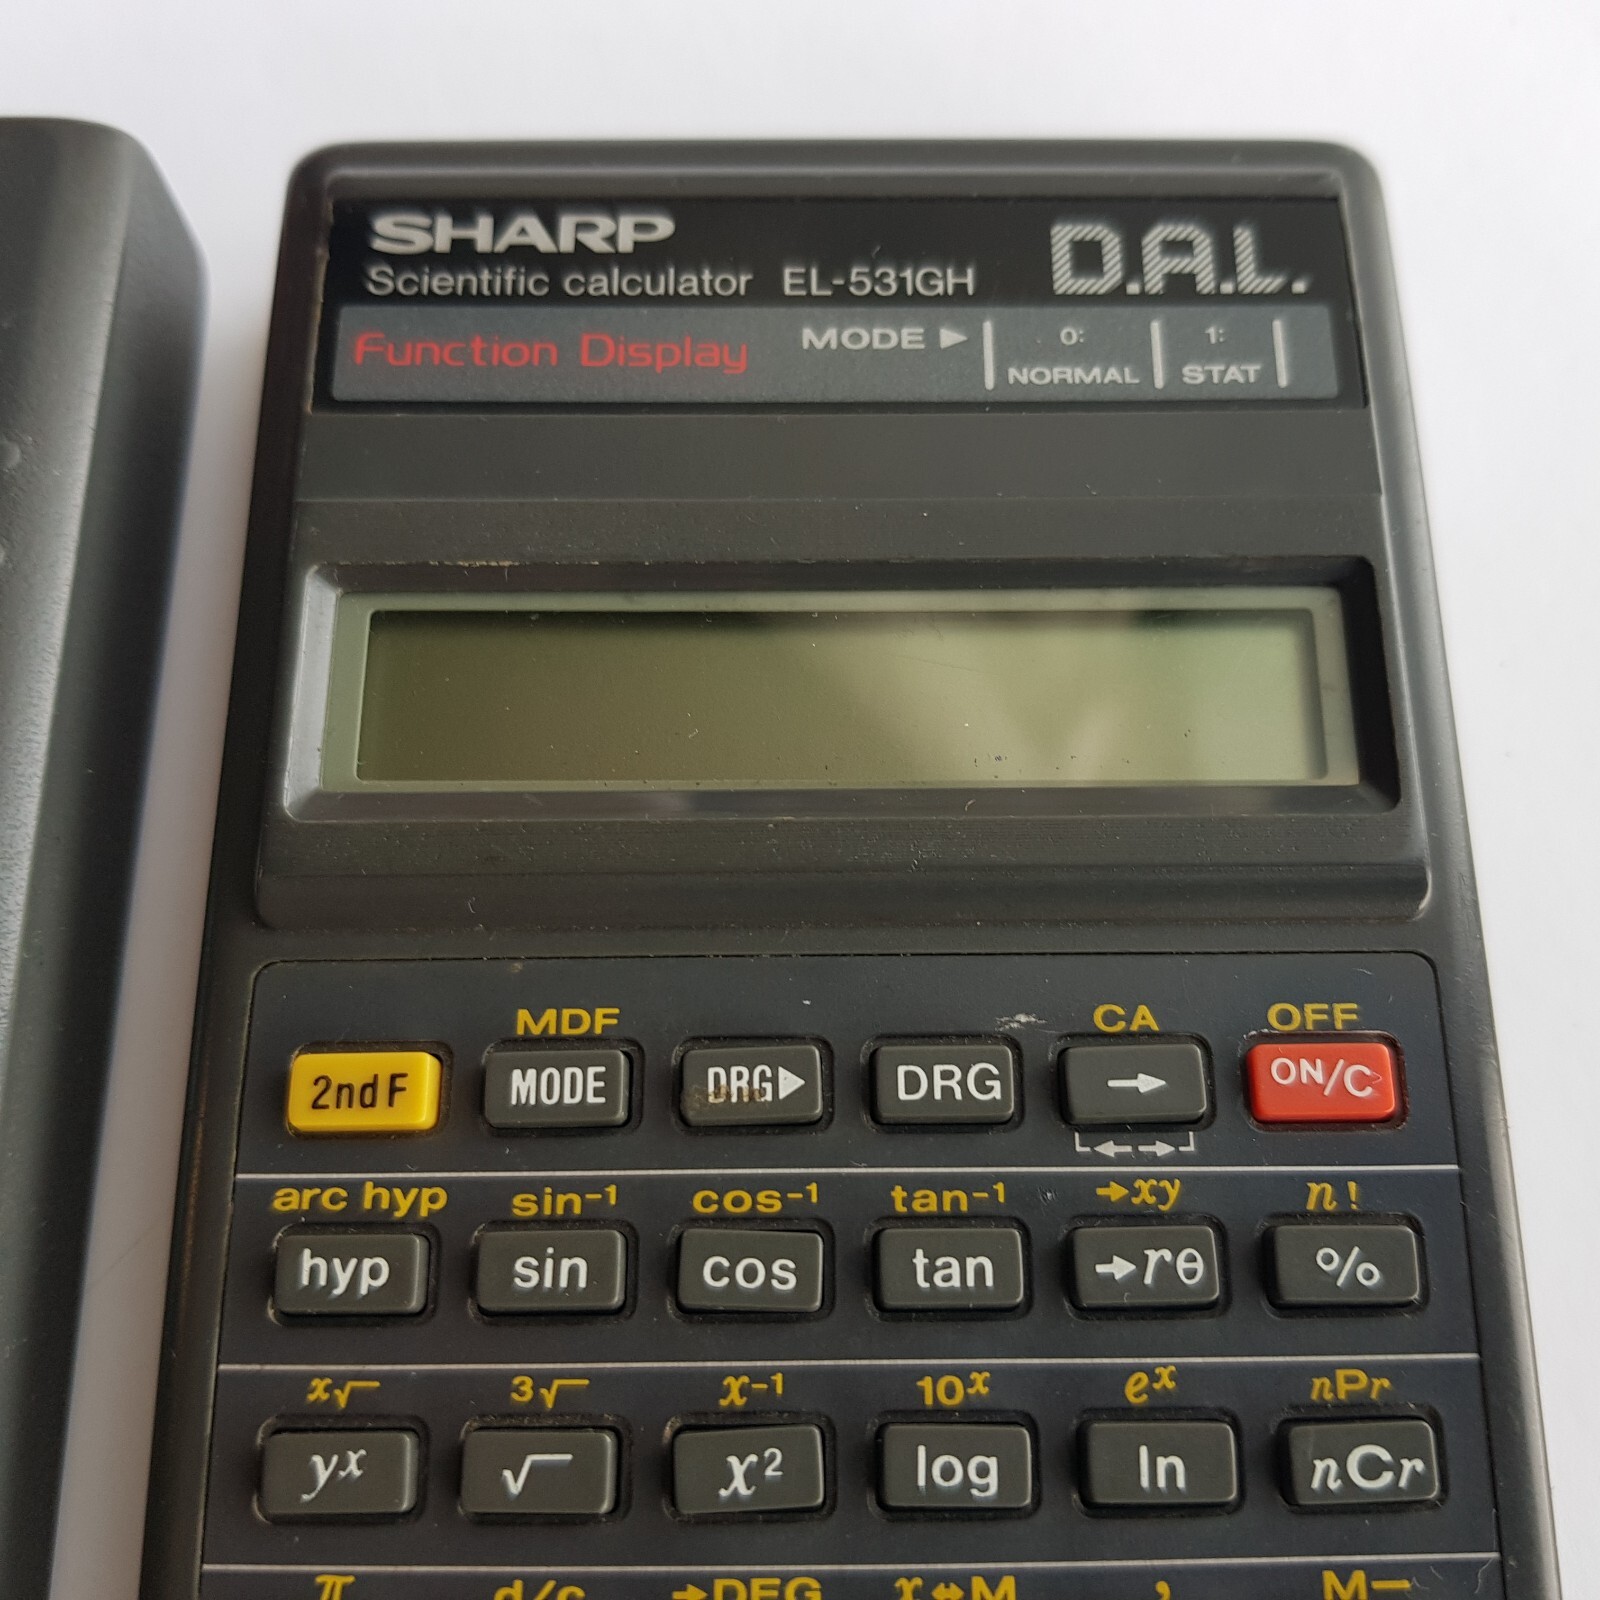 SHARP D.A.L.
Scientific calculator EL-531GH
Function Display MODE ▶ 0: NORMAL 1: STAT
MDF CA OFF
2ndF MODE DRG▶ DRG → ON/C
←→
arc hyp sin⁻¹ cos⁻¹ tan⁻¹ →xy n!
hyp sin cos tan →rθ %
ˣ√ ³√ x⁻¹ 10ˣ eˣ nPr
yˣ √ x² log ln nCr
π d/c →DEG x↔M , M−